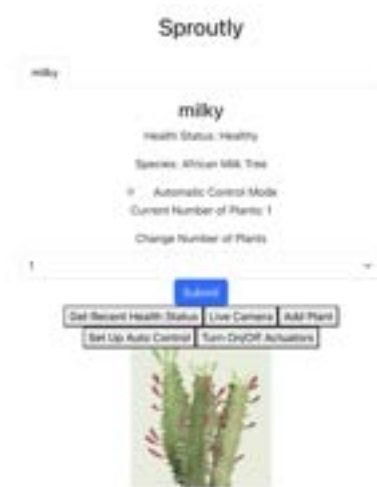 Sproutly
milky
milky
Health Status: Healthy
Species: African Milk Tree
Automatic Control Mode
Current Number of Plants: 1
Change Number of Plants
1
Submit
Get Recent Health Status Live Camera Add Plant
Set Up Auto Control Turn On/Off Actuators